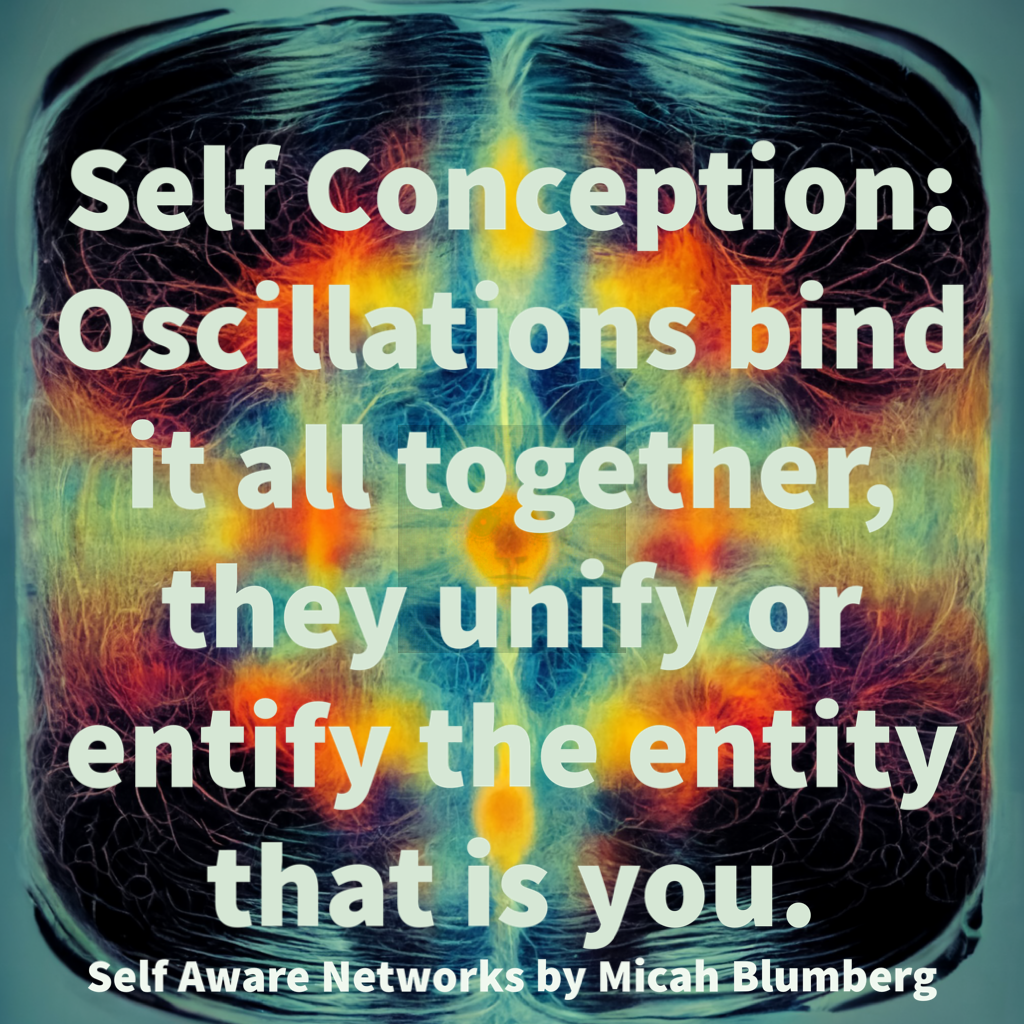 Self Conception:
Oscillations bind
it all together,
they unify or
entify the entity
that is you.
Self Aware Networks by Micah Blumberg